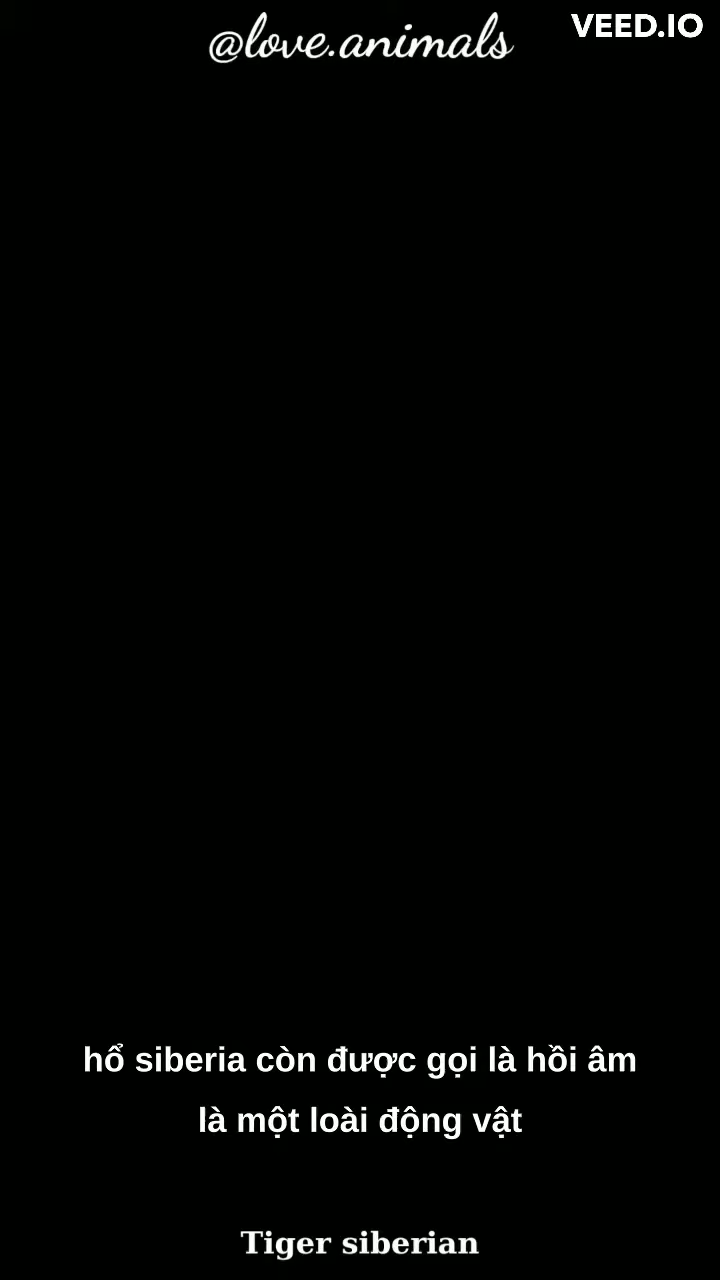 @love.animals
VEED.IO
hổ siberia còn được gọi là hồi âm
là một loài động vật
Tiger siberian